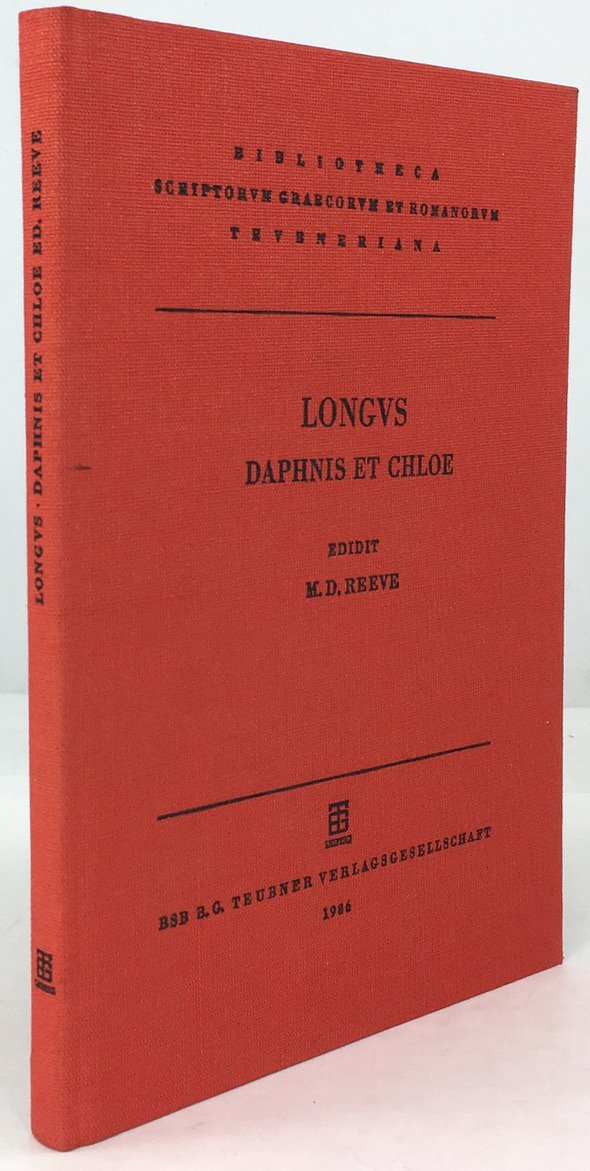 BIBLIOTHECA
SCRIPTORVM GRAECORVM ET ROMANORVM
TEVBNERIANA
LONGVS
DAPHNIS ET CHLOE
EDIDIT
M. D. REEVE
LEIPZIG
BSB B. G. TEUBNER VERLAGSGESELLSCHAFT
1986
LONGVS · DAPHNIS ET CHLOE ED. REEVE